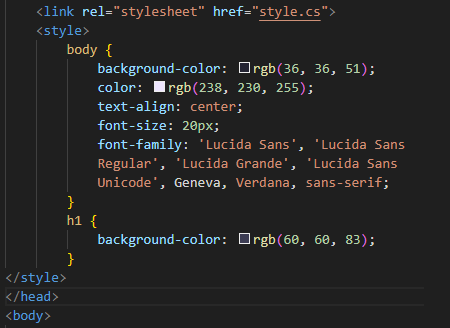 <link rel="stylesheet" href="style.cs">
<style>
body {
background-color: rgb(36, 36, 51);
color: rgb(238, 230, 255);
text-align: center;
font-size: 20px;
font-family: 'Lucida Sans', 'Lucida Sans
Regular', 'Lucida Grande', 'Lucida Sans
Unicode', Geneva, Verdana, sans-serif;
}
h1 {
background-color: rgb(60, 60, 83);
}
</style>
</head>
<body>